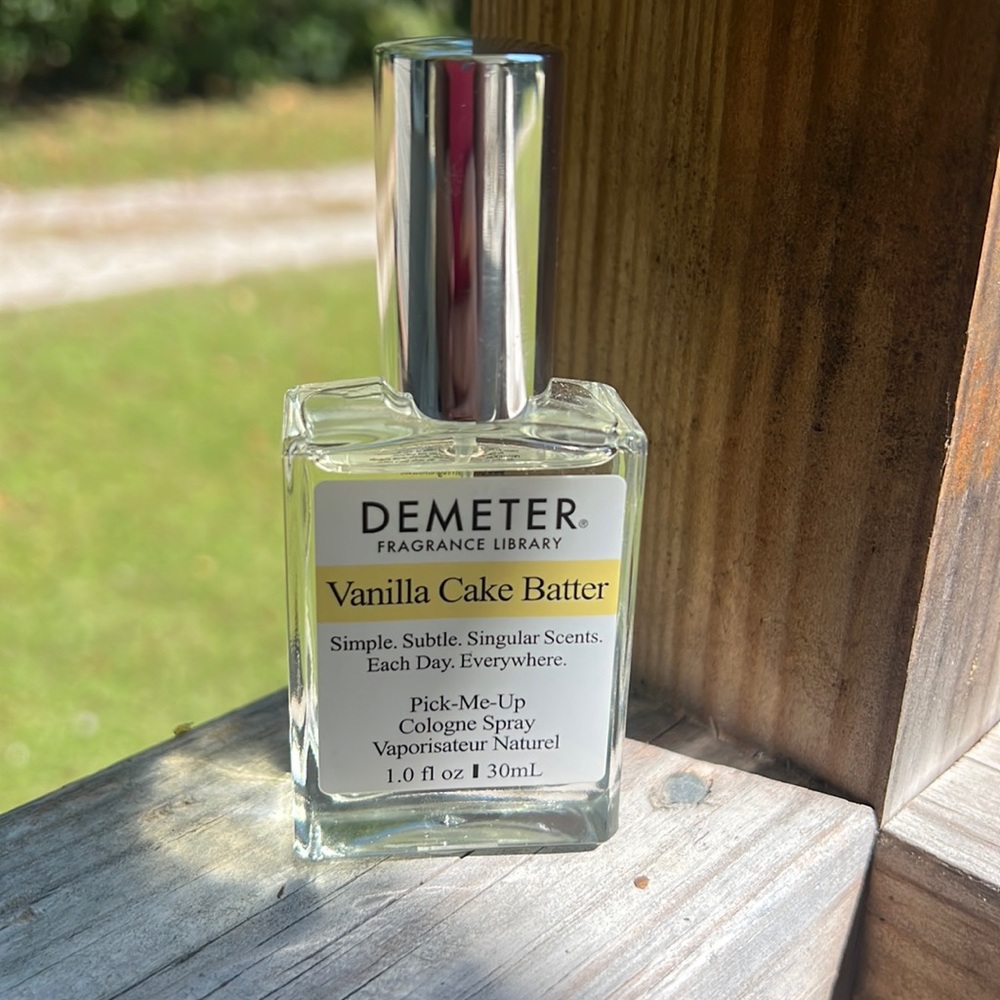 DEMETER®
FRAGRANCE LIBRARY
Vanilla Cake Batter
Simple. Subtle. Singular Scents.
Each Day. Everywhere.
Pick-Me-Up
Cologne Spray
Vaporisateur Naturel
1.0 fl oz ▮ 30mL